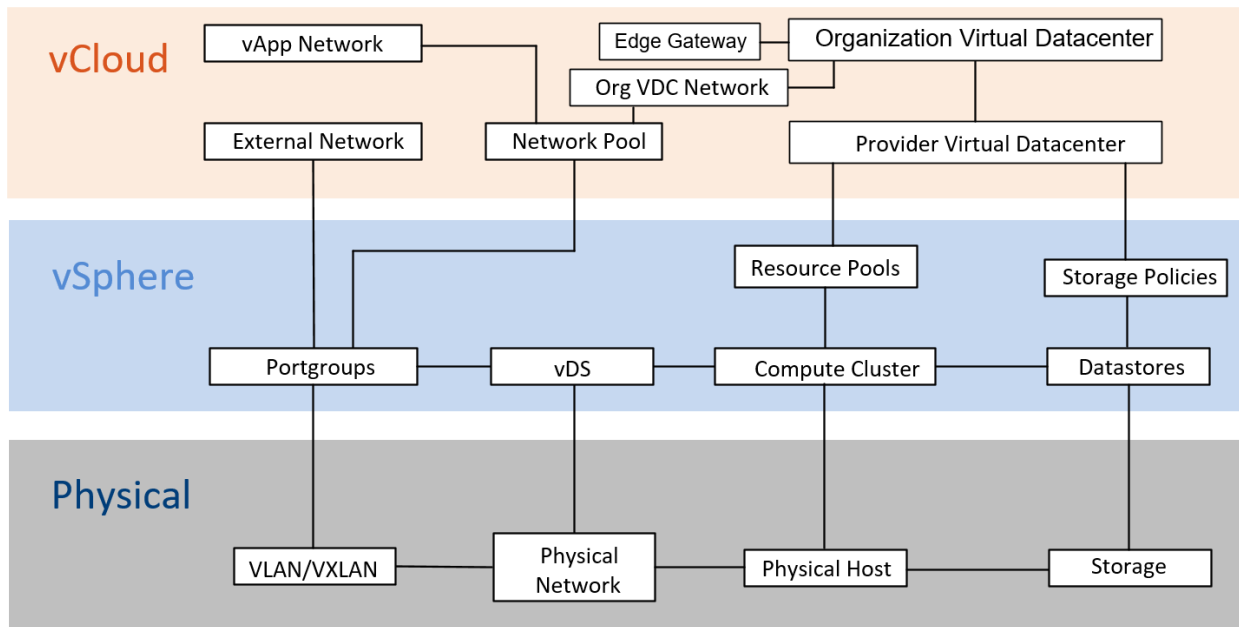 vCloud
vApp Network
Edge Gateway
Organization Virtual Datacenter
Org VDC Network
External Network
Network Pool
Provider Virtual Datacenter
vSphere
Resource Pools
Storage Policies
Portgroups
vDS
Compute Cluster
Datastores
Physical
VLAN/VXLAN
Physical
Network
Physical Host
Storage